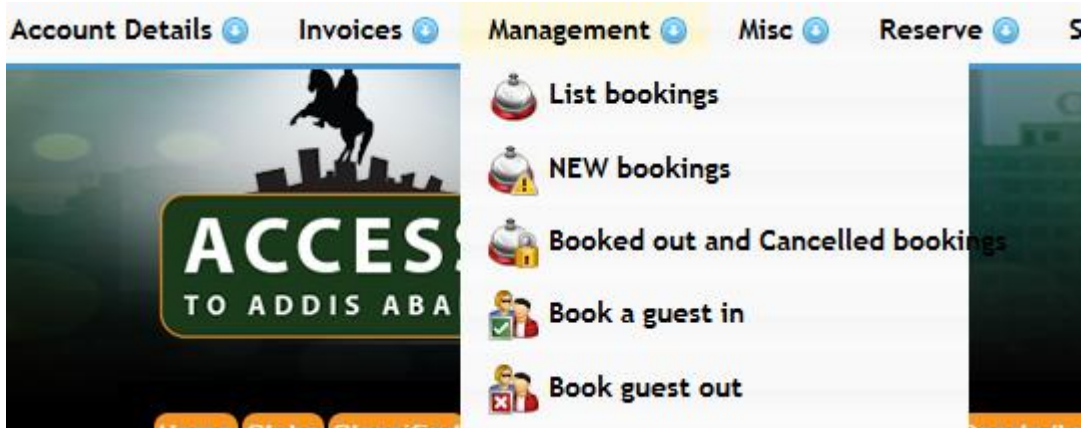 Account Details
Invoices
Management
Misc
Reserve
S
List bookings
NEW bookings
Booked out and Cancelled bookings
Book a guest in
Book guest out
ACCESS
TO ADDIS ABA